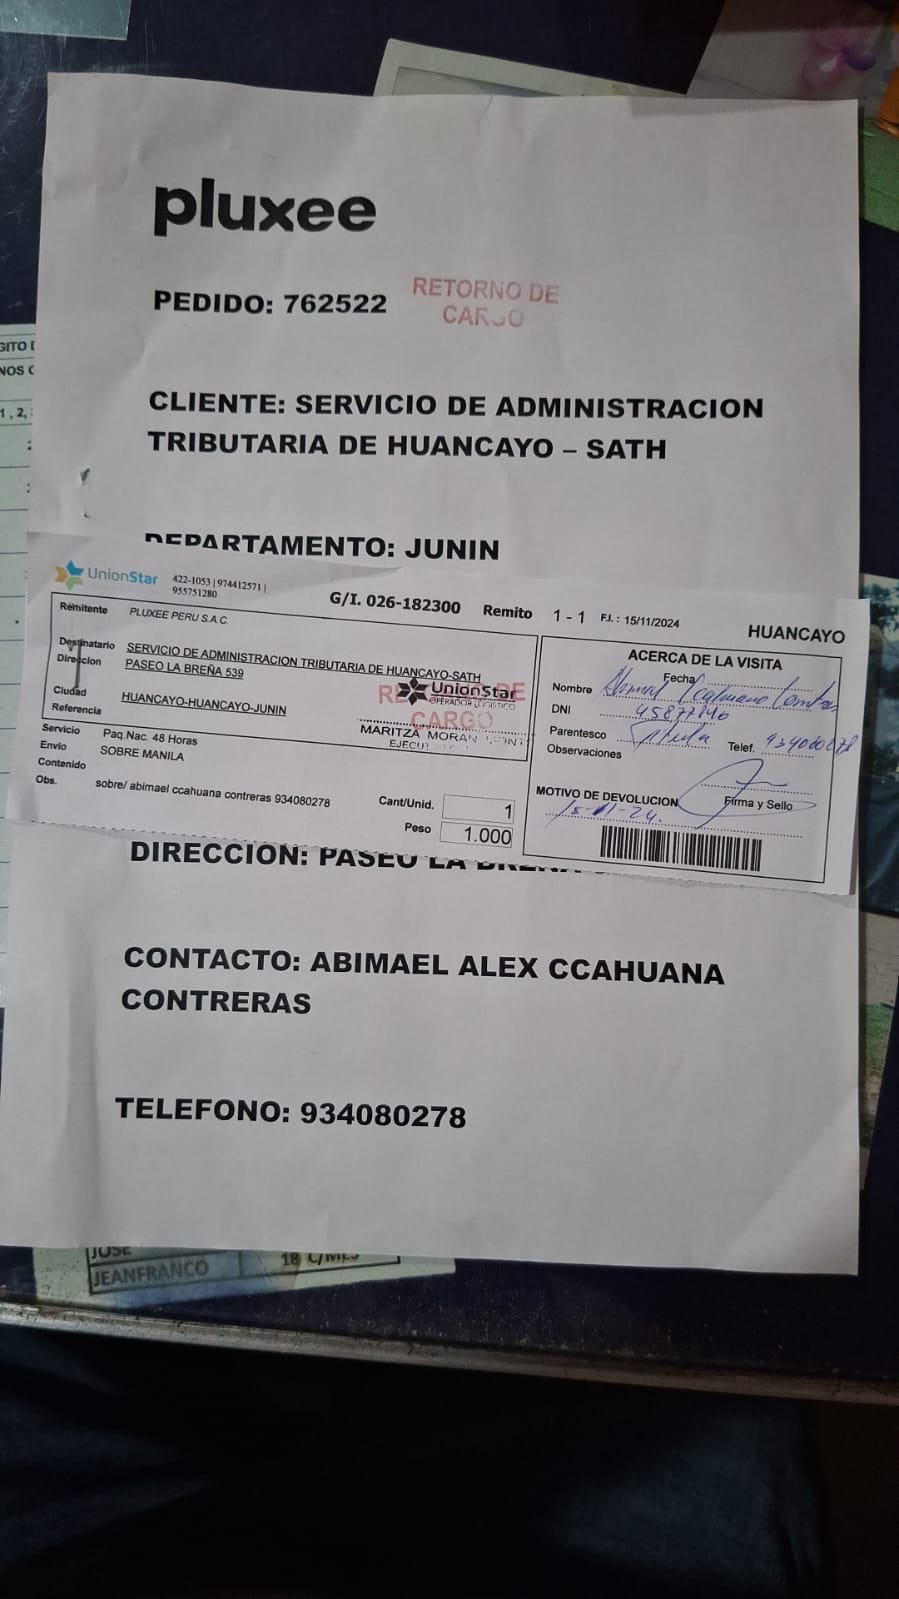 pluxee
PEDIDO: 762522
RETORNO DE
CARGO
CLIENTE: SERVICIO DE ADMINISTRACION
TRIBUTARIA DE HUANCAYO – SATH
DEPARTAMENTO: JUNIN
UnionStar
422-1053 | 974412571 |
955751280
G/I. 026-182300
Remito 1 - 1
F.I. : 15/11/2024
HUANCAYO
Remitente PLUXEE PERU S.A.C.
Destinatario SERVICIO DE ADMINISTRACION TRIBUTARIA DE HUANCAYO-SATH
Direccion PASEO LA BREÑA 539
Ciudad HUANCAYO-HUANCAYO-JUNIN
Referencia
UnionStar
OPERADOR LOGISTICO
CARGO
MARITZA MORAN
Servicio Paq.Nac. 48 Horas
Envio SOBRE MANILA
Contenido
Obs. sobre/ abimael ccahuana contreras 934080278
Cant/Unid. 1
Peso 1.000
ACERCA DE LA VISITA
Fecha
Nombre
DNI 45877846
Parentesco
Telef.
Observaciones
MOTIVO DE DEVOLUCION
15-11-24.
Firma y Sello
DIRECCION: PASEO LA BREÑA
CONTACTO: ABIMAEL ALEX CCAHUANA
CONTRERAS
TELEFONO: 934080278
JOSE
JEANFRANCO
18 C/MES